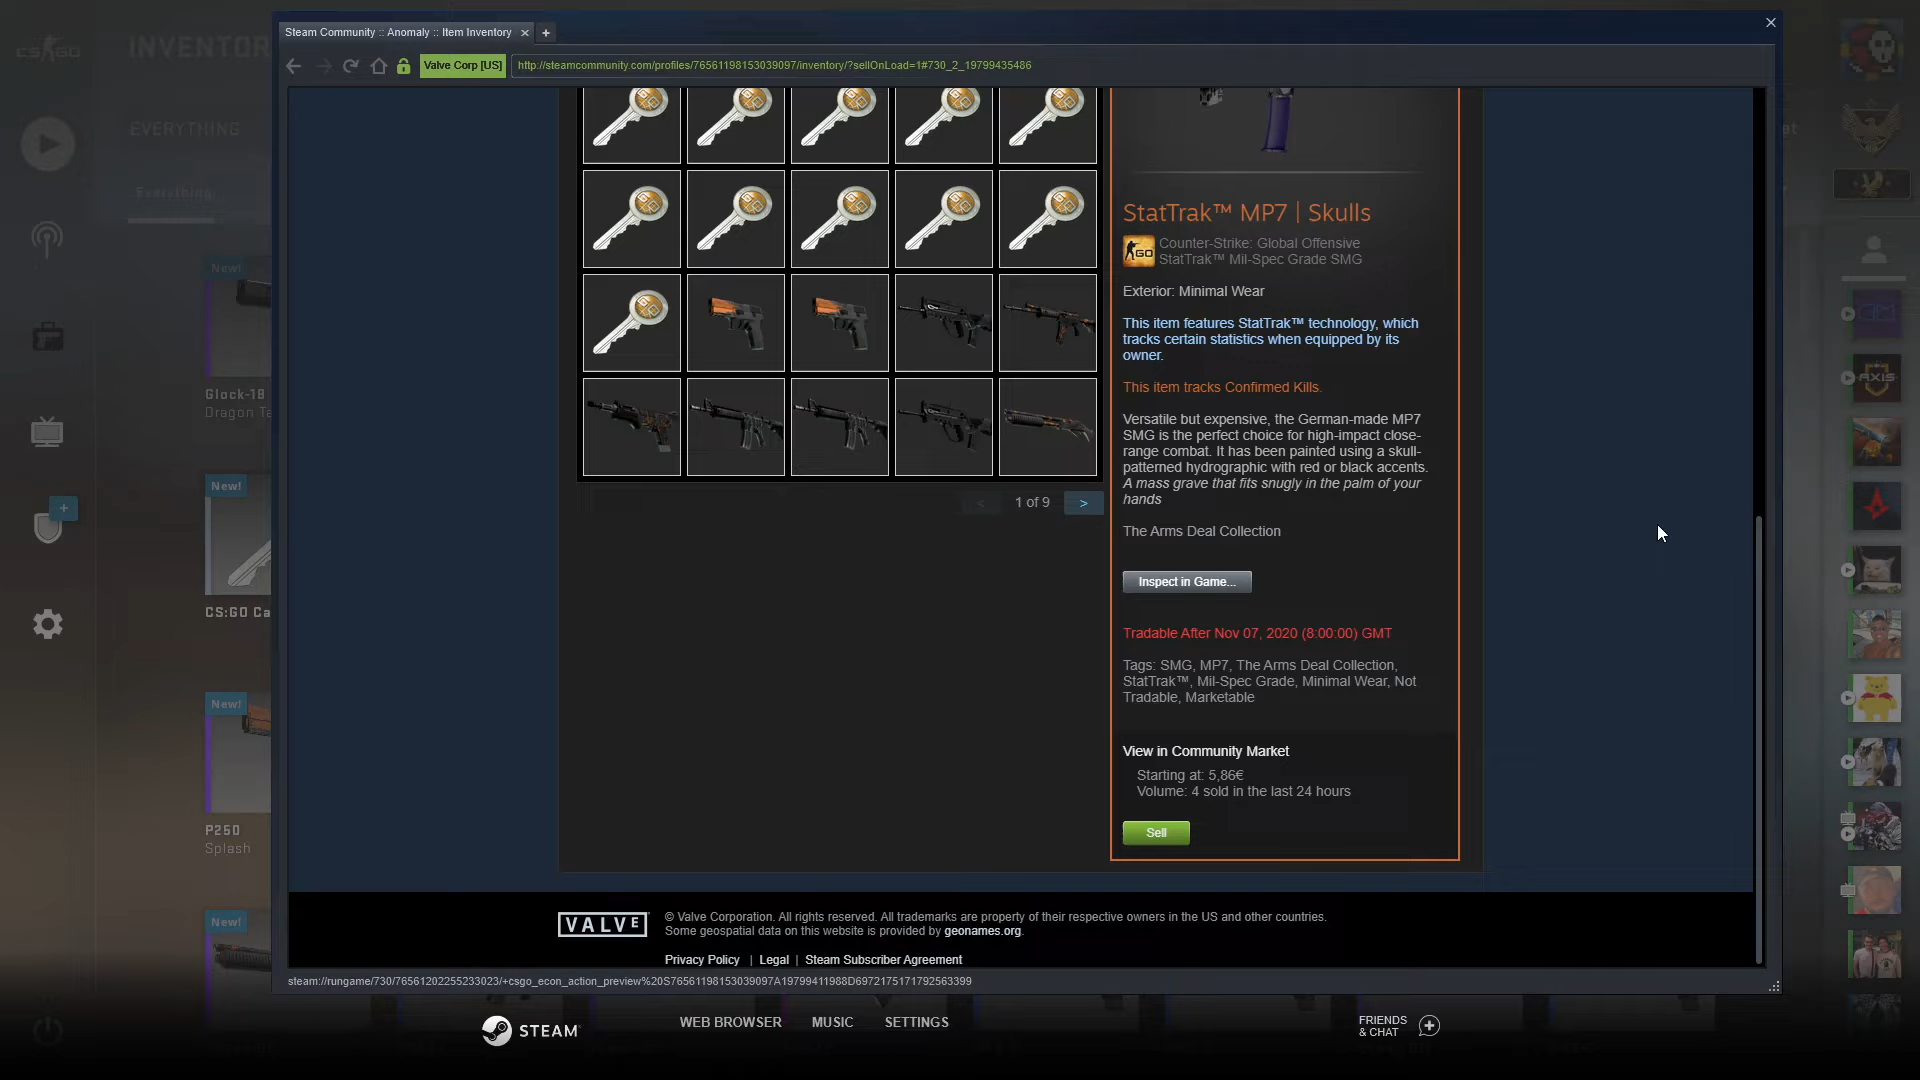 Steam Community :: Anomaly :: Item Inventory
Valve Corp [US]
http://steamcommunity.com/profiles/76561198153039097/inventory/?sellOnLoad=1#730_2_19799435486
CS:GO
INVENTOR
EVERYTHING
Everything
New!
Glock-18
Dragon Ta
New!
CS:GO Ca
New!
P250
Splash
New!
1 of 9
StatTrak™ MP7 | Skulls
Counter-Strike: Global Offensive
StatTrak™ Mil-Spec Grade SMG
Exterior: Minimal Wear
This item features StatTrak™ technology, which
tracks certain statistics when equipped by its
owner.
This item tracks Confirmed Kills.
Versatile but expensive, the German-made MP7
SMG is the perfect choice for high-impact close-
range combat. It has been painted using a skull-
patterned hydrographic with red or black accents.
A mass grave that fits snugly in the palm of your
hands
The Arms Deal Collection
Inspect in Game...
Tradable After Nov 07, 2020 (8:00:00) GMT
Tags: SMG, MP7, The Arms Deal Collection,
StatTrak™, Mil-Spec Grade, Minimal Wear, Not
Tradable, Marketable
View in Community Market
Starting at: 5,86€
Volume: 4 sold in the last 24 hours
Sell
AXIS
VALVE
© Valve Corporation. All rights reserved. All trademarks are property of their respective owners in the US and other countries.
Some geospatial data on this website is provided by geonames.org.
Privacy Policy | Legal | Steam Subscriber Agreement
steam://rungame/730/76561202255233023/+csgo_econ_action_preview%20S76561198153039097A19799411988D6972175171792563399
STEAM
WEB BROWSER
MUSIC
SETTINGS
FRIENDS
& CHAT